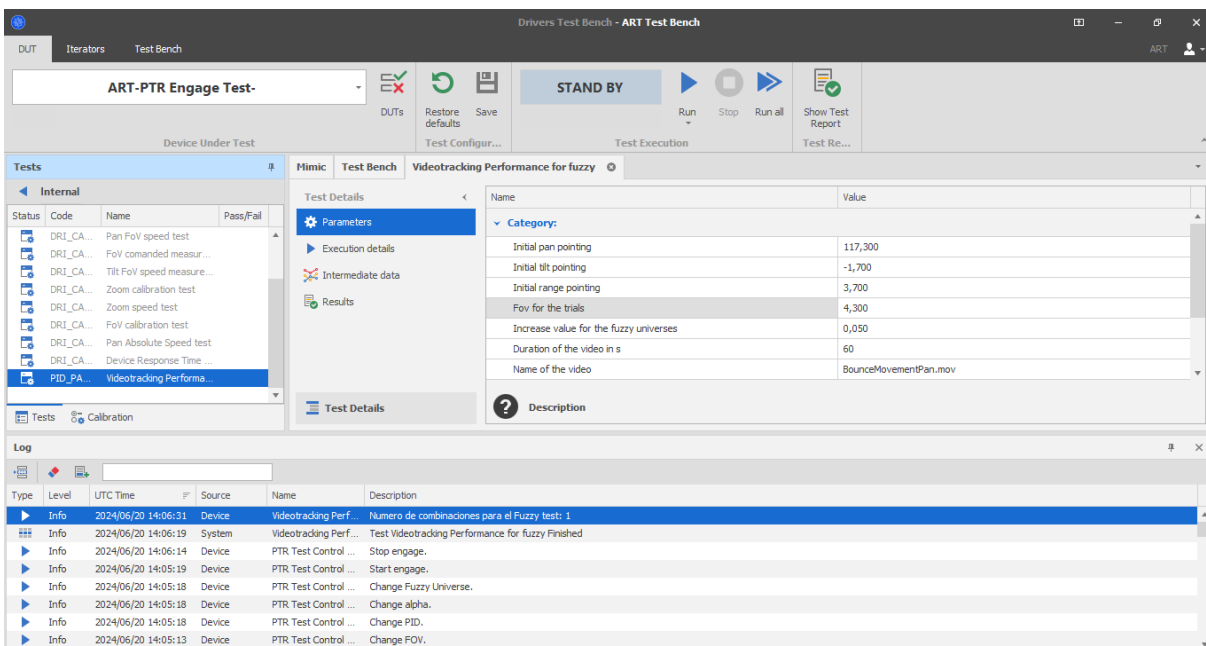 Drivers Test Bench - ART Test Bench
DUT Iterators Test Bench ART
ART-PTR Engage Test-
DUTs
Restore defaults
Save
STAND BY
Run
Stop
Run all
Show Test Report
Device Under Test
Test Configur...
Test Execution
Test Re...
Tests
Internal
Status Code Name Pass/Fail
DRI_CA... Pan FoV speed test
DRI_CA... FoV comanded measur...
DRI_CA... Tilt FoV speed measure...
DRI_CA... Zoom calibration test
DRI_CA... Zoom speed test
DRI_CA... FoV calibration test
DRI_CA... Pan Absolute Speed test
DRI_CA... Device Response Time ...
PID_PA... Videotracking Performa...
Tests Calibration
Mimic Test Bench Videotracking Performance for fuzzy
Test Details
Parameters
Execution details
Intermediate data
Results
Test Details
Name Value
Category:
Initial pan pointing 117,300
Initial tilt pointing -1,700
Initial range pointing 3,700
Fov for the trials 4,300
Increase value for the fuzzy universes 0,050
Duration of the video in s 60
Name of the video BounceMovementPan.mov
? Description
Log
Type Level UTC Time Source Name Description
Info 2024/06/20 14:06:31 Device Videotracking Perf... Numero de combinaciones para el Fuzzy test: 1
Info 2024/06/20 14:06:19 System Videotracking Perf... Test Videotracking Performance for fuzzy Finished
Info 2024/06/20 14:06:14 Device PTR Test Control ... Stop engage.
Info 2024/06/20 14:05:19 Device PTR Test Control ... Start engage.
Info 2024/06/20 14:05:18 Device PTR Test Control ... Change Fuzzy Universe.
Info 2024/06/20 14:05:18 Device PTR Test Control ... Change alpha.
Info 2024/06/20 14:05:18 Device PTR Test Control ... Change PID.
Info 2024/06/20 14:05:13 Device PTR Test Control ... Change FOV.